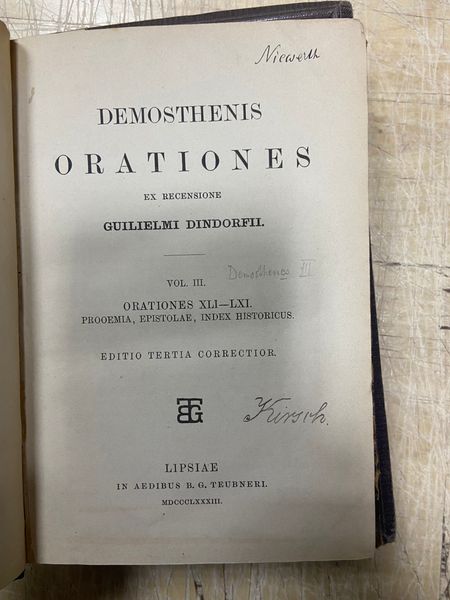 Niewerth
DEMOSTHENIS
ORATIONES
EX RECENSIONE
GUILIELMI DINDORFII.
Demosthenes III
VOL. III.
ORATIONES XLI—LXI.
PROOEMIA, EPISTOLAE, INDEX HISTORICUS.
EDITIO TERTIA CORRECTIOR.
BTG
Kirsch.
LIPSIAE
IN AEDIBUS B. G. TEUBNERI.
MDCCCLXXXIII.